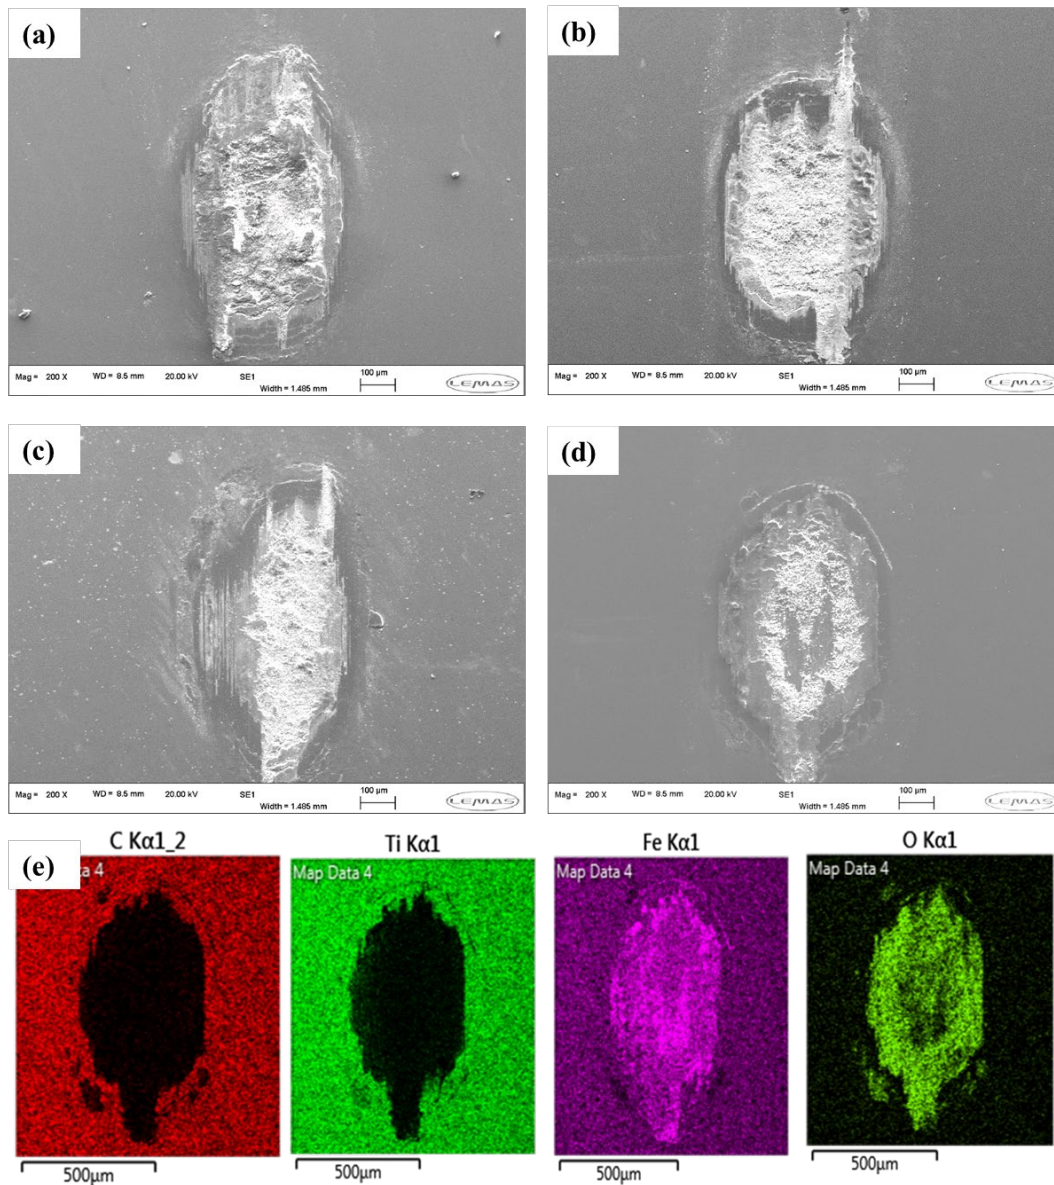 (a)
Mag = 200 X WD = 8.5 mm 20.00 kV SE1 100 µm
Width = 1.485 mm LEMAS
(b)
Mag = 200 X WD = 8.5 mm 20.00 kV SE1 100 µm
Width = 1.485 mm LEMAS
(c)
Mag = 200 X WD = 8.5 mm 20.00 kV SE1 100 µm
Width = 1.485 mm LEMAS
(d)
Mag = 200 X WD = 8.5 mm 20.00 kV SE1 100 µm
Width = 1.485 mm LEMAS
(e)
C Kα1_2 Ti Kα1 Fe Kα1 O Kα1
ta 4 Map Data 4 Map Data 4 Map Data 4
500µm 500µm 500µm 500µm